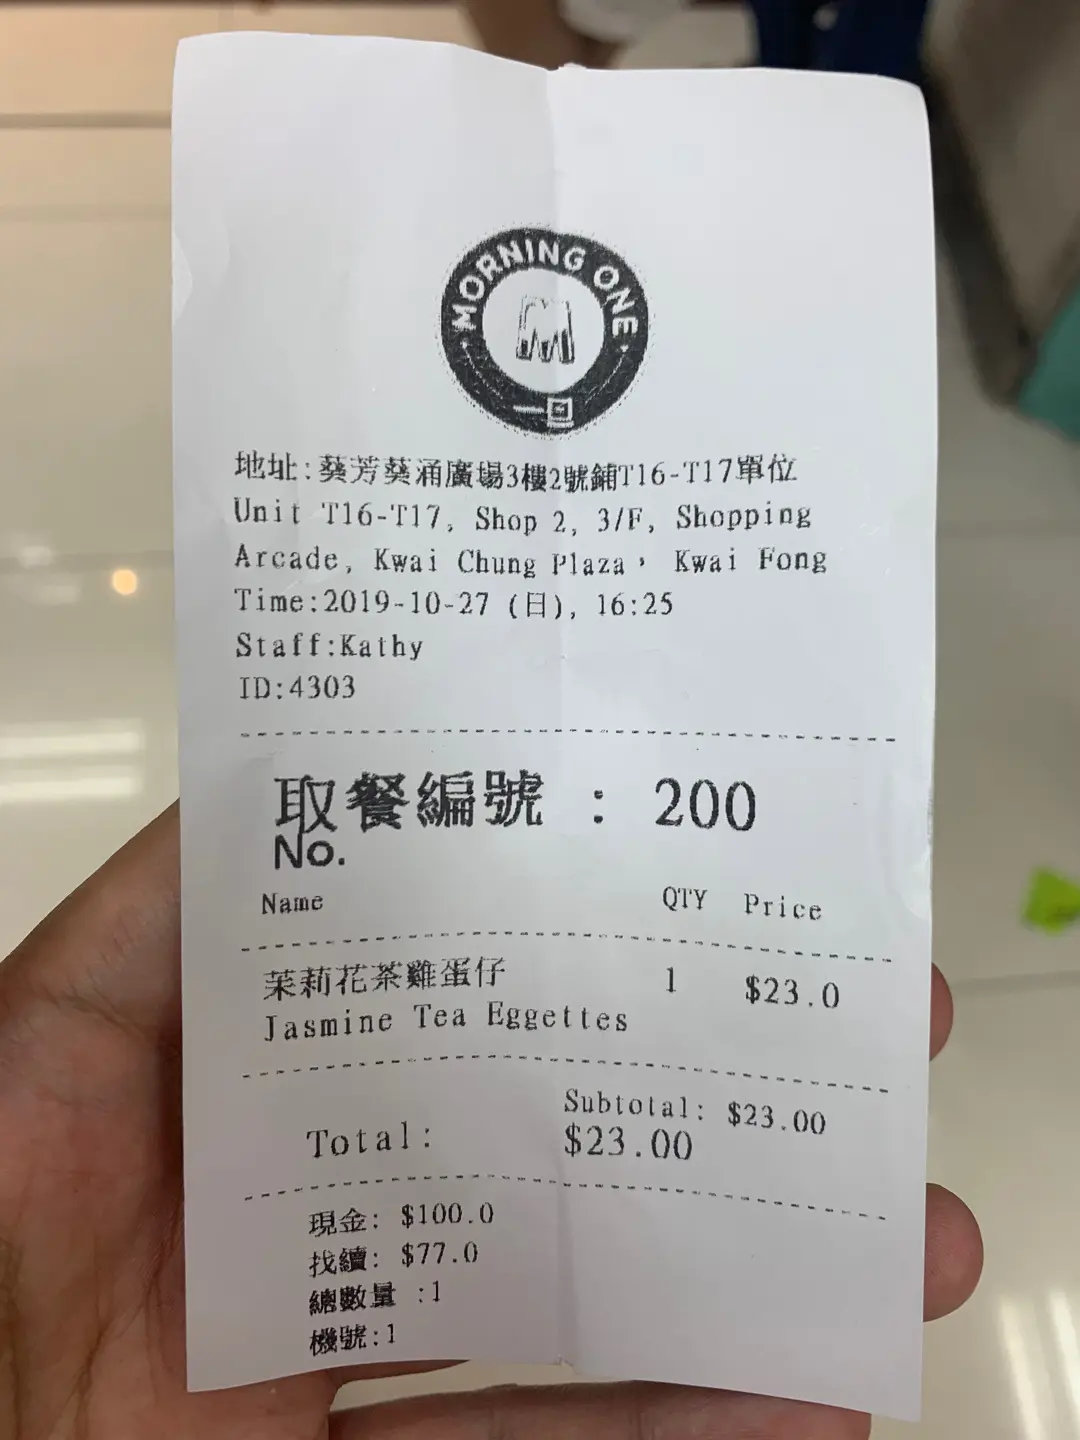 MORNING ONE
M
一回
地址:葵芳葵涌廣場3樓2號鋪T16-T17單位
Unit T16-T17, Shop 2, 3/F, Shopping
Arcade, Kwai Chung Plaza， Kwai Fong
Time:2019-10-27 (日), 16:25
Staff:Kathy
ID:4303
取餐編號 : 200
No.
Name QTY Price
茉莉花茶雞蛋仔 1 $23.0
Jasmine Tea Eggettes
Subtotal: $23.00
Total: $23.00
現金: $100.0
找續: $77.0
總數量 :1
機號:1